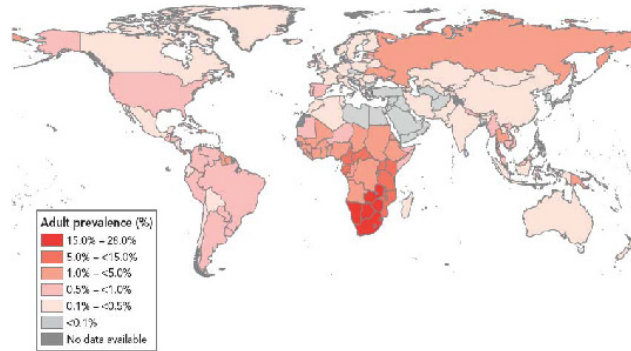 Adult prevalence (%)
15.0% – 28.0%
5.0% – <15.0%
1.0% – <5.0%
0.5% – <1.0%
0.1% – <0.5%
<0.1%
No data available